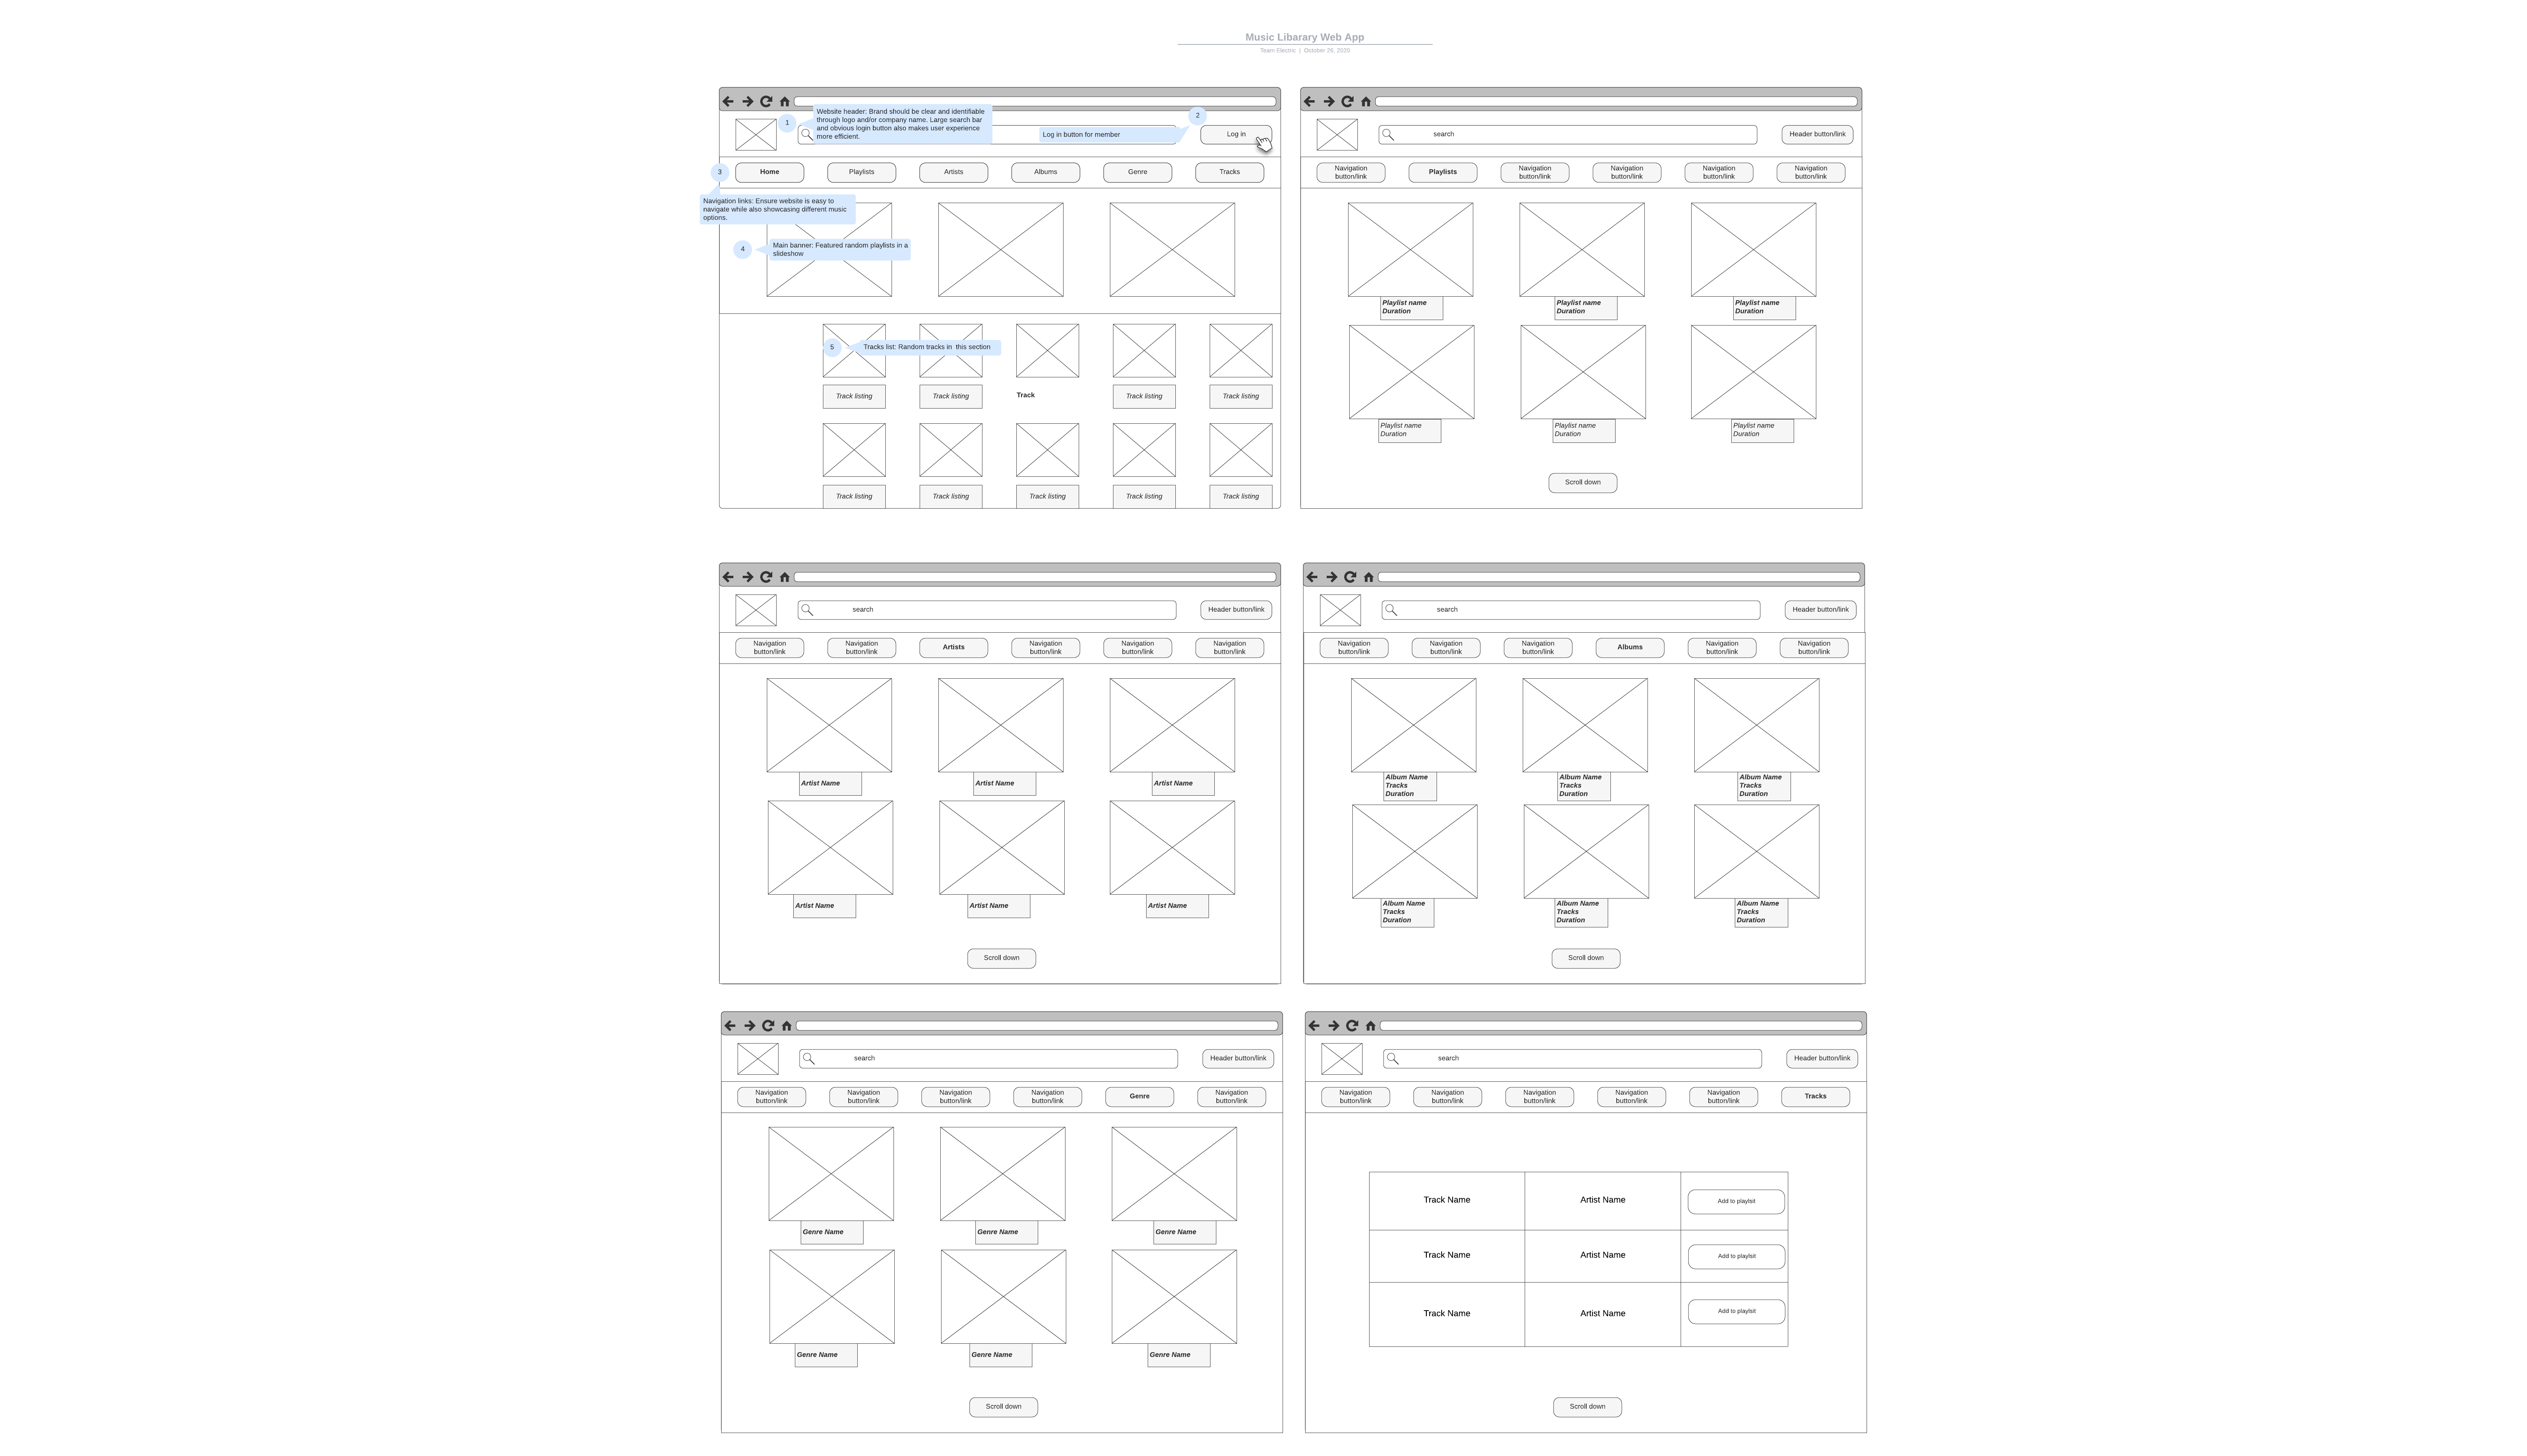 Music Libarary Web App
Team Electric | October 26, 2020
1
Website header: Brand should be clear and identifiable
through logo and/or company name. Large search bar
and obvious login button also makes user experience
more efficient.
Log in button for member
2
Log in
3
Home
Playlists
Artists
Albums
Genre
Tracks
Navigation links: Ensure website is easy to
navigate while also showcasing different music
options.
4
Main banner: Featured random playlists in a
slideshow
5
Tracks list: Random tracks in  this section
Track listing
Track listing
Track
Track listing
Track listing
Track listing
Track listing
Track listing
Track listing
Track listing
search
Header button/link
Navigation
button/link
Playlists
Navigation
button/link
Navigation
button/link
Navigation
button/link
Navigation
button/link
Playlist name
Duration
Playlist name
Duration
Playlist name
Duration
Playlist name
Duration
Playlist name
Duration
Playlist name
Duration
Scroll down
search
Header button/link
Navigation
button/link
Navigation
button/link
Artists
Navigation
button/link
Navigation
button/link
Navigation
button/link
Artist Name
Artist Name
Artist Name
Artist Name
Artist Name
Artist Name
Scroll down
search
Header button/link
Navigation
button/link
Navigation
button/link
Navigation
button/link
Albums
Navigation
button/link
Navigation
button/link
Album Name
Tracks
Duration
Album Name
Tracks
Duration
Album Name
Tracks
Duration
Album Name
Tracks
Duration
Album Name
Tracks
Duration
Album Name
Tracks
Duration
Scroll down
search
Header button/link
Navigation
button/link
Navigation
button/link
Navigation
button/link
Navigation
button/link
Genre
Navigation
button/link
Genre Name
Genre Name
Genre Name
Genre Name
Genre Name
Genre Name
Scroll down
search
Header button/link
Navigation
button/link
Navigation
button/link
Navigation
button/link
Navigation
button/link
Navigation
button/link
Tracks
Track Name
Artist Name
Add to playlsit
Track Name
Artist Name
Add to playlsit
Track Name
Artist Name
Add to playlsit
Scroll down